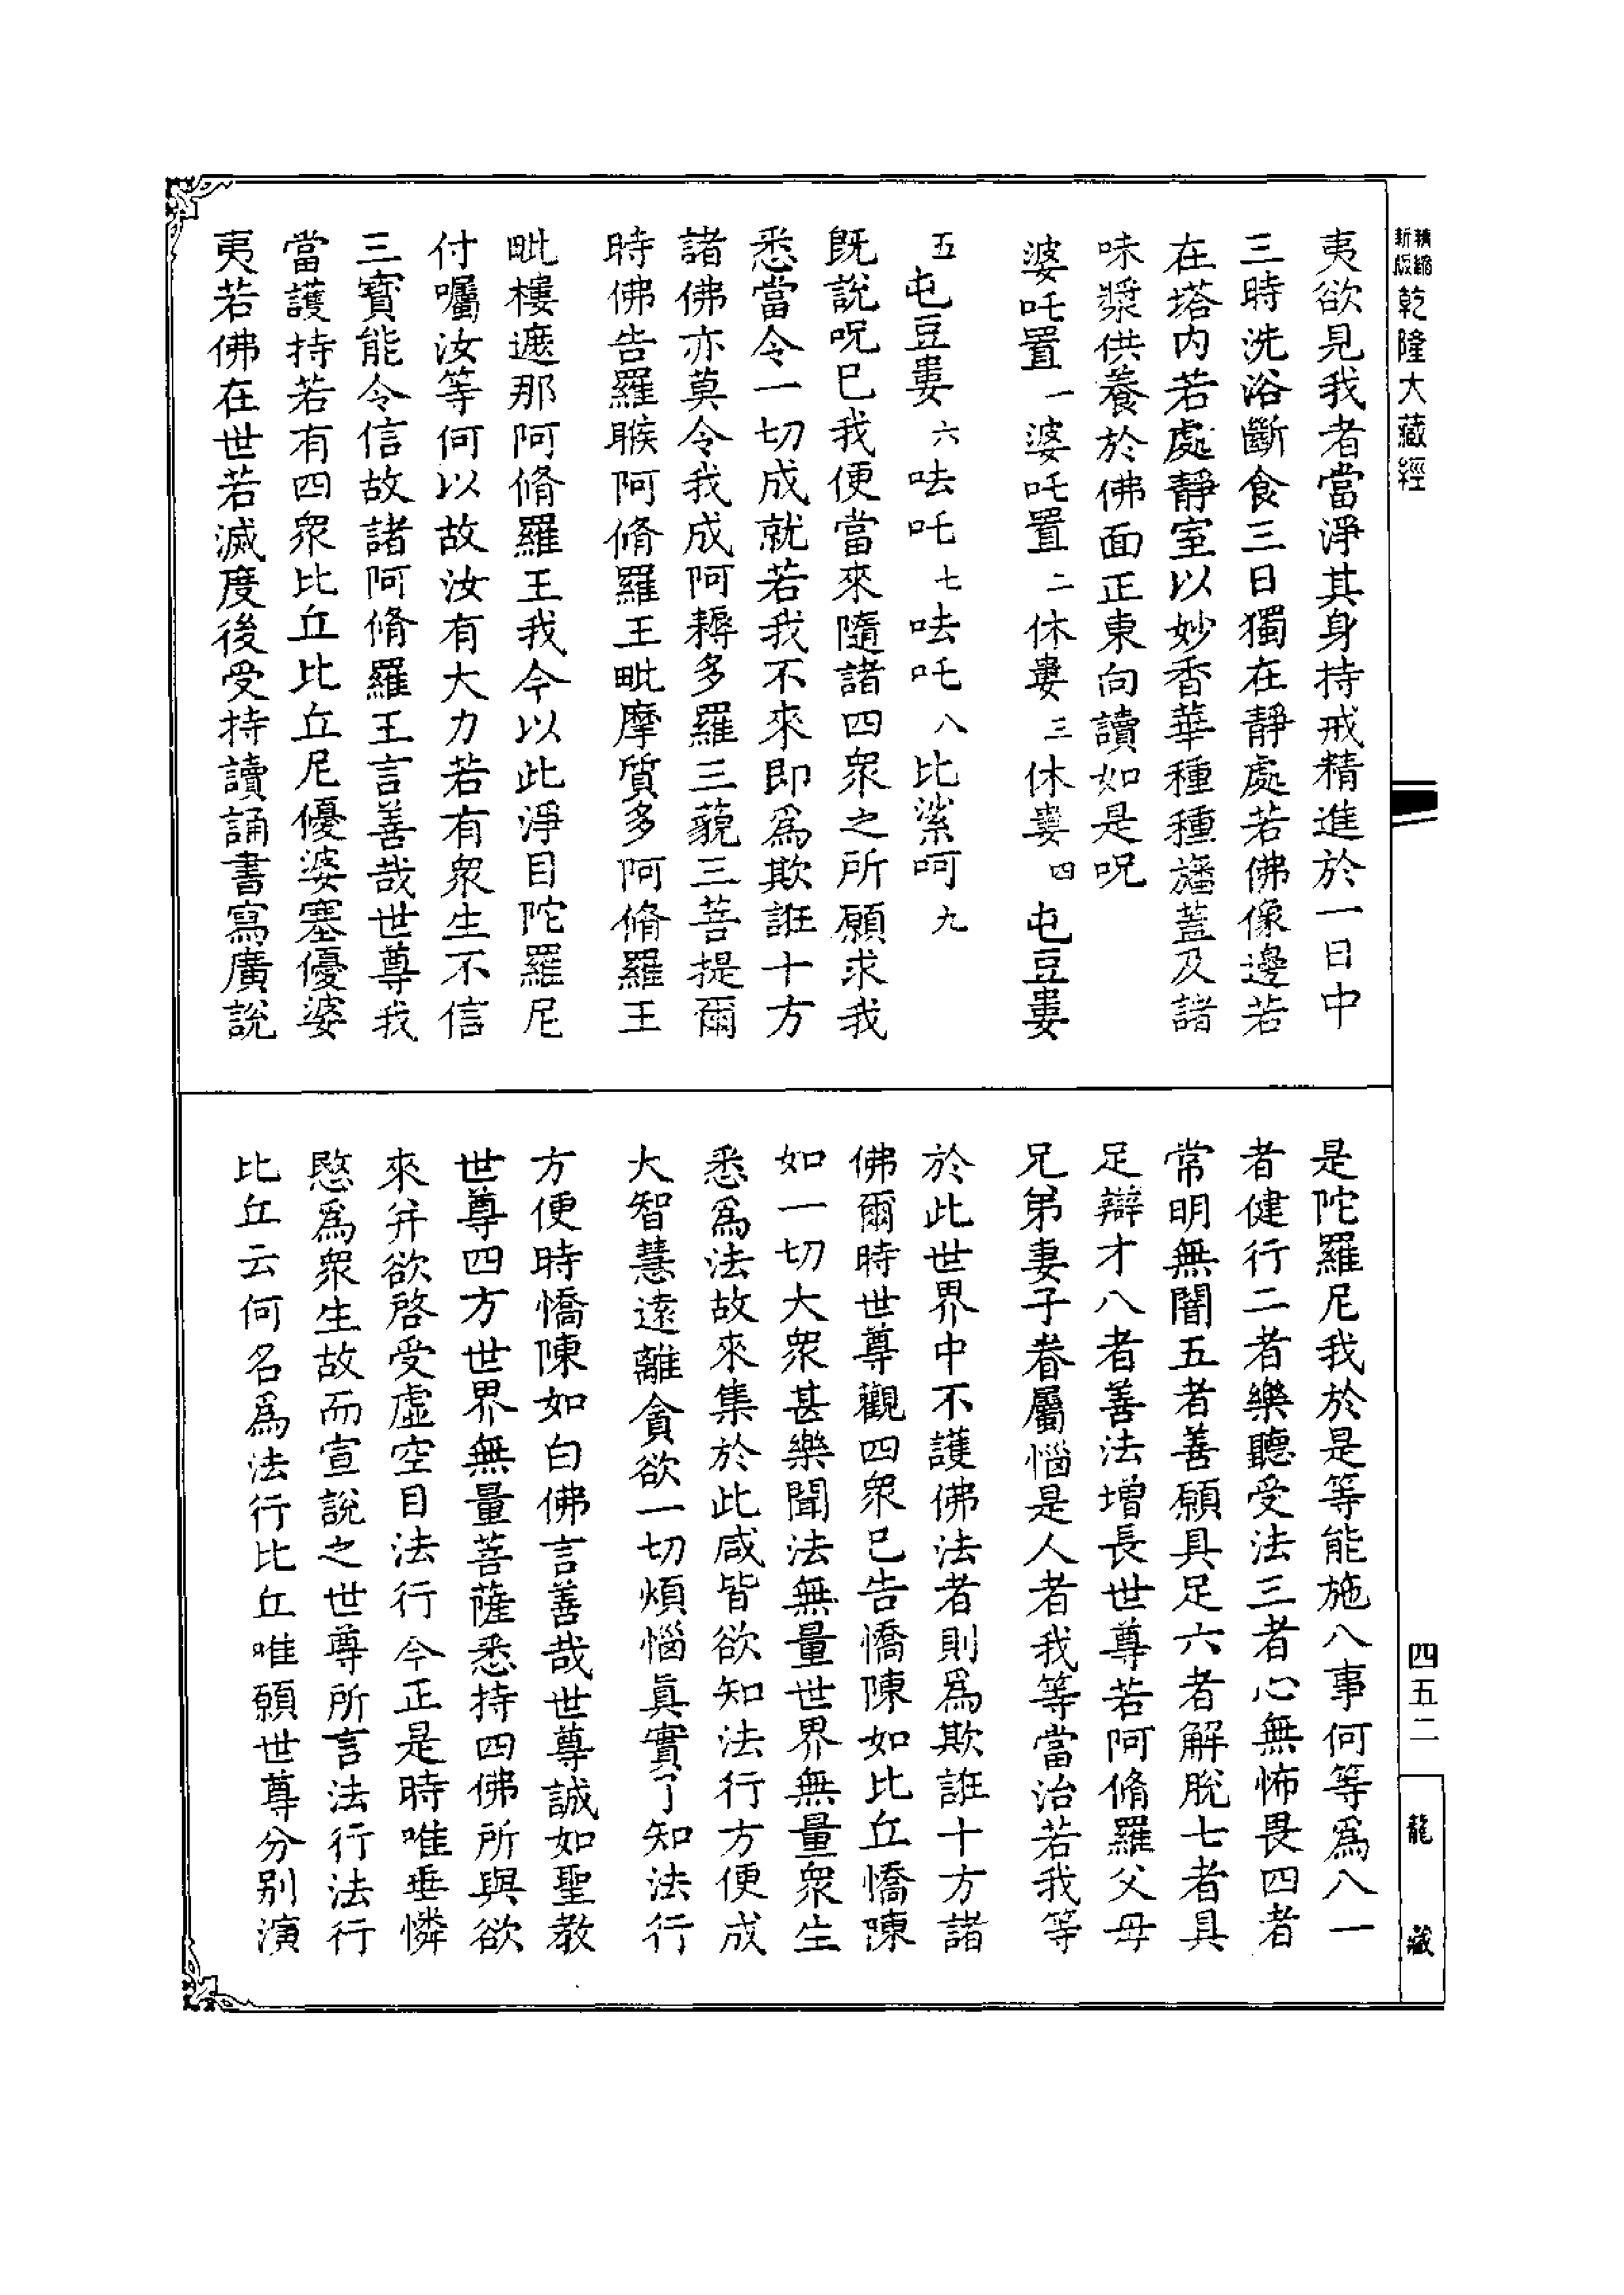 精縮新版乾隆大藏經
夷欲見我者當淨其身持戒精進於一日中
三時洗浴斷食三日獨在靜處若佛像邊若
在塔內若處靜室以妙香華種種旛蓋及諸
味漿供養於佛面正東向讀如是呪
婆吒置一婆吒置二休婁三休婁四屯豆婁
五屯豆婁六呿吒七呿吒八比㴽呵九
既說呪已我便當來隨諸四衆之所願求我
悉當令一切成就若我不來即爲欺誑十方
諸佛亦莫令我成阿耨多羅三藐三菩提爾
時佛告羅睺阿脩羅王毗摩質多阿脩羅王
毗樓遮那阿脩羅王我今以此淨目陀羅尼
付囑汝等何以故汝有大力若有衆生不信
三寶能令信故諸阿脩羅王言善哉世尊我
當護持若有四衆比丘比丘尼優婆塞優婆
夷若佛在世若滅度後受持讀誦書寫廣說
是陀羅尼我於是等能施八事何等爲八一
者健行二者樂聽受法三者心無怖畏四者
常明無闇五者善願具足六者解脫七者具
足辯才八者善法增長世尊若阿脩羅父母
兄弟妻子眷屬惱是人者我等當治若我等
於此世界中不護佛法者則爲欺誑十方諸
佛爾時世尊觀四衆已告憍陳如比丘憍陳
如一切大衆甚樂聞法無量世界無量衆生
悉爲法故來集於此咸皆欲知法行方便成
大智慧遠離貪欲一切煩惱眞實了知法行
方便時憍陳如白佛言善哉世尊誠如聖教
世尊四方世界無量菩薩悉持四佛所與欲
來并欲啓受虛空目法行今正是時唯垂憐
愍爲衆生故而宣說之世尊所言法行法行
比丘云何名爲法行比丘唯願世尊分別演
四五二
龍藏